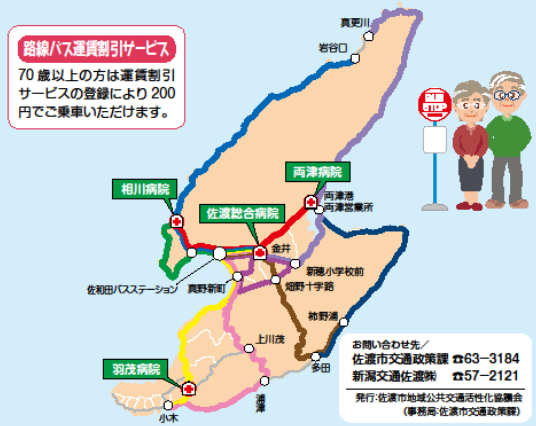 路線バス運賃割引サービス
70歳以上の方は運賃割引
サービスの登録により200
円でご乗車いただけます。
真更川
岩谷口
BUS
STOP
両津病院
相川病院
佐渡総合病院
両津港
両津営業所
金井
新穂小学校前
佐和田バスステーション
真野新町
畑野十字路
柿野浦
上川茂
多田
羽茂病院
浦津
小木
お問い合わせ先/
佐渡市交通政策課 ☎63-3184
新潟交通佐渡㈱ ☎57-2121
発行:佐渡市地域公共交通活性化協議会
(事務局:佐渡市交通政策課)